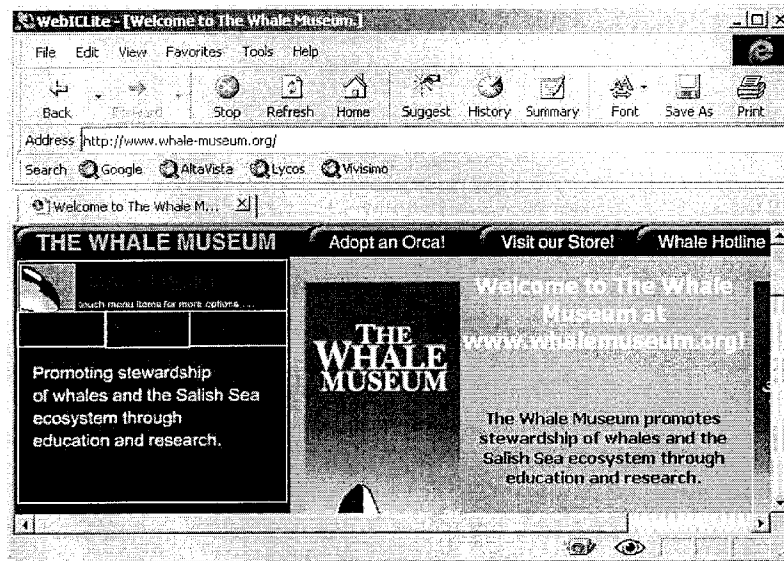 WebICLite - [Welcome to The Whale Museum.]
File Edit View Favorites Tools Help
Back Forward Stop Refresh Home Suggest History Summary Font Save As Print
Address http://www.whale-museum.org/
Search Google AltaVista Lycos Vivisimo
Welcome to The Whale M...
THE WHALE MUSEUM Adopt an Orca! Visit our Store! Whale Hotline
touch menu items for more options ...
Promoting stewardship
of whales and the Salish Sea
ecosystem through
education and research.
THE
WHALE
MUSEUM
Welcome to The Whale
Museum at
www.whalemuseum.org!
The Whale Museum promotes
stewardship of whales and the
Salish Sea ecosystem through
education and research.